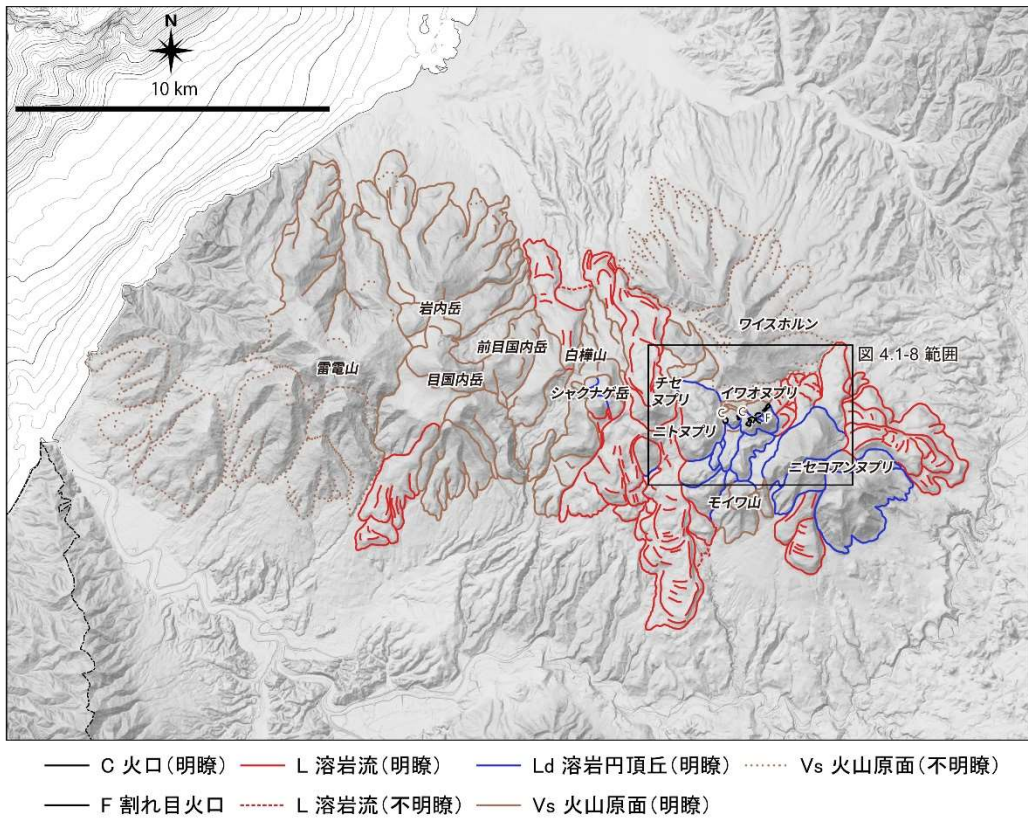 N
10 km
ワイスホルン
岩内岳
前目国内岳
白樺山
図 4.1-8 範囲
雷電山
目国内岳
シャクナゲ岳
チセ
ヌプリ
イワオヌプリ
C
C
F
ニトヌプリ
ニセコアンヌプリ
モイワ山
C 火口(明瞭)
L 溶岩流(明瞭)
Ld 溶岩円頂丘(明瞭)
Vs 火山原面(不明瞭)
F 割れ目火口
L 溶岩流(不明瞭)
Vs 火山原面(明瞭)